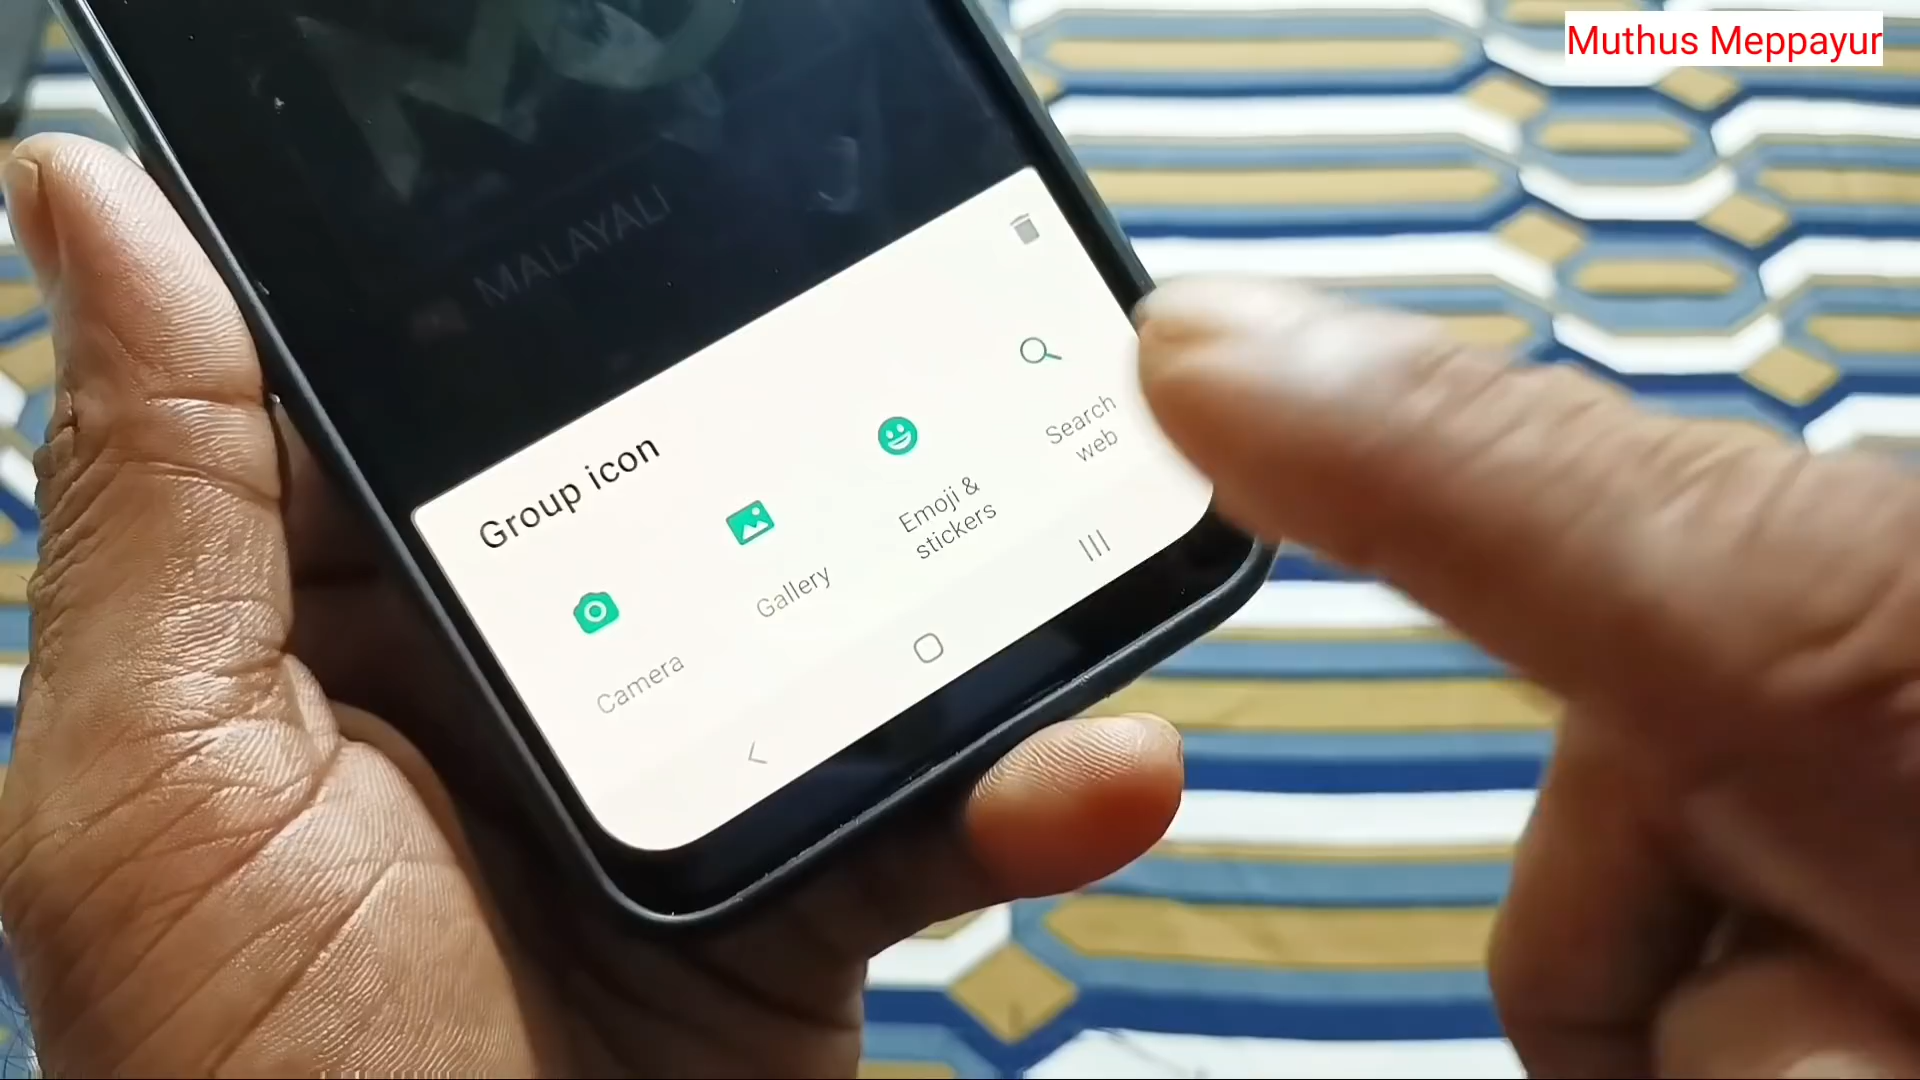 Muthus Meppayur
MALAYALI
Group icon
Camera
Gallery
Emoji &
stickers
Search
web